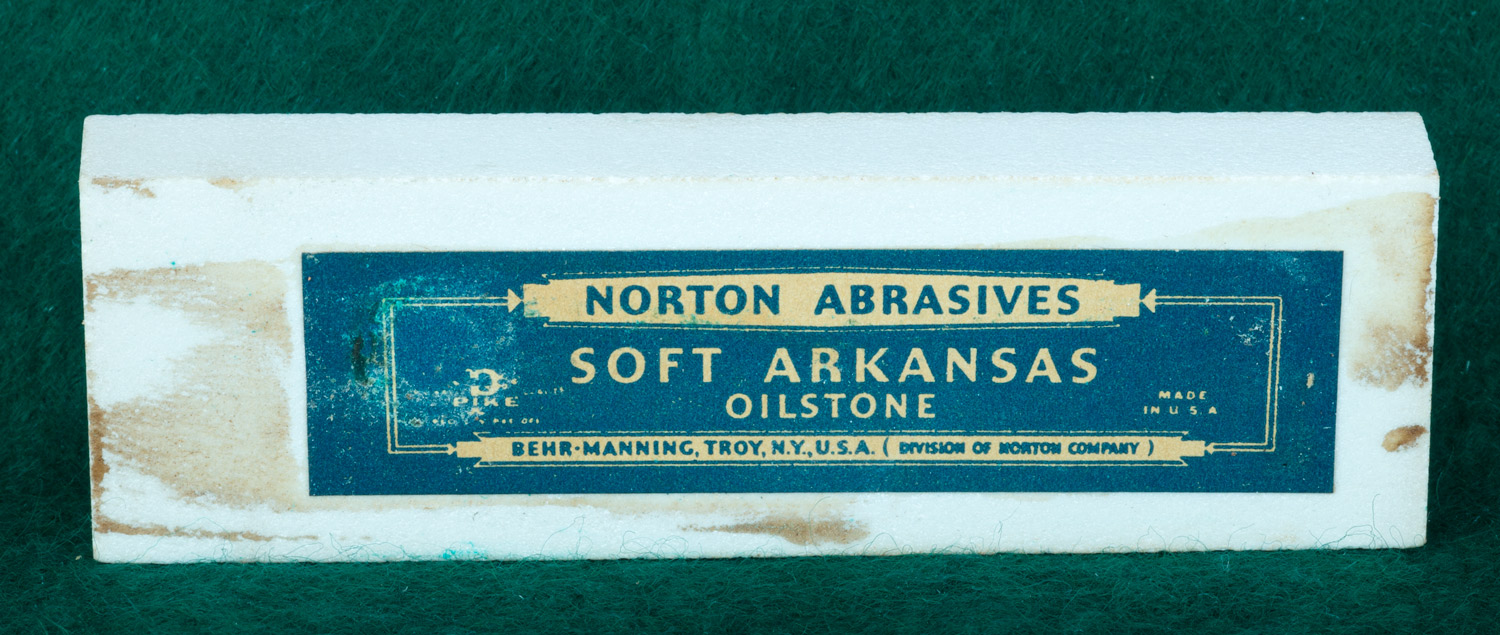 NORTON ABRASIVES
SOFT ARKANSAS
OILSTONE
PIKE
MADE
IN U S A
BEHR-MANNING, TROY, N.Y., U.S.A. ( DIVISION OF NORTON COMPANY )